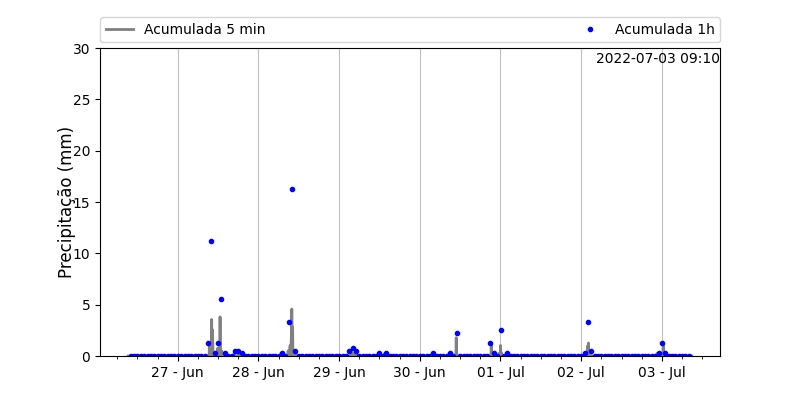 Acumulada 5 min
Acumulada 1h
2022-07-03 09:10
Precipitação (mm)
30
25
20
15
10
5
0
27 - Jun
28 - Jun
29 - Jun
30 - Jun
01 - Jul
02 - Jul
03 - Jul